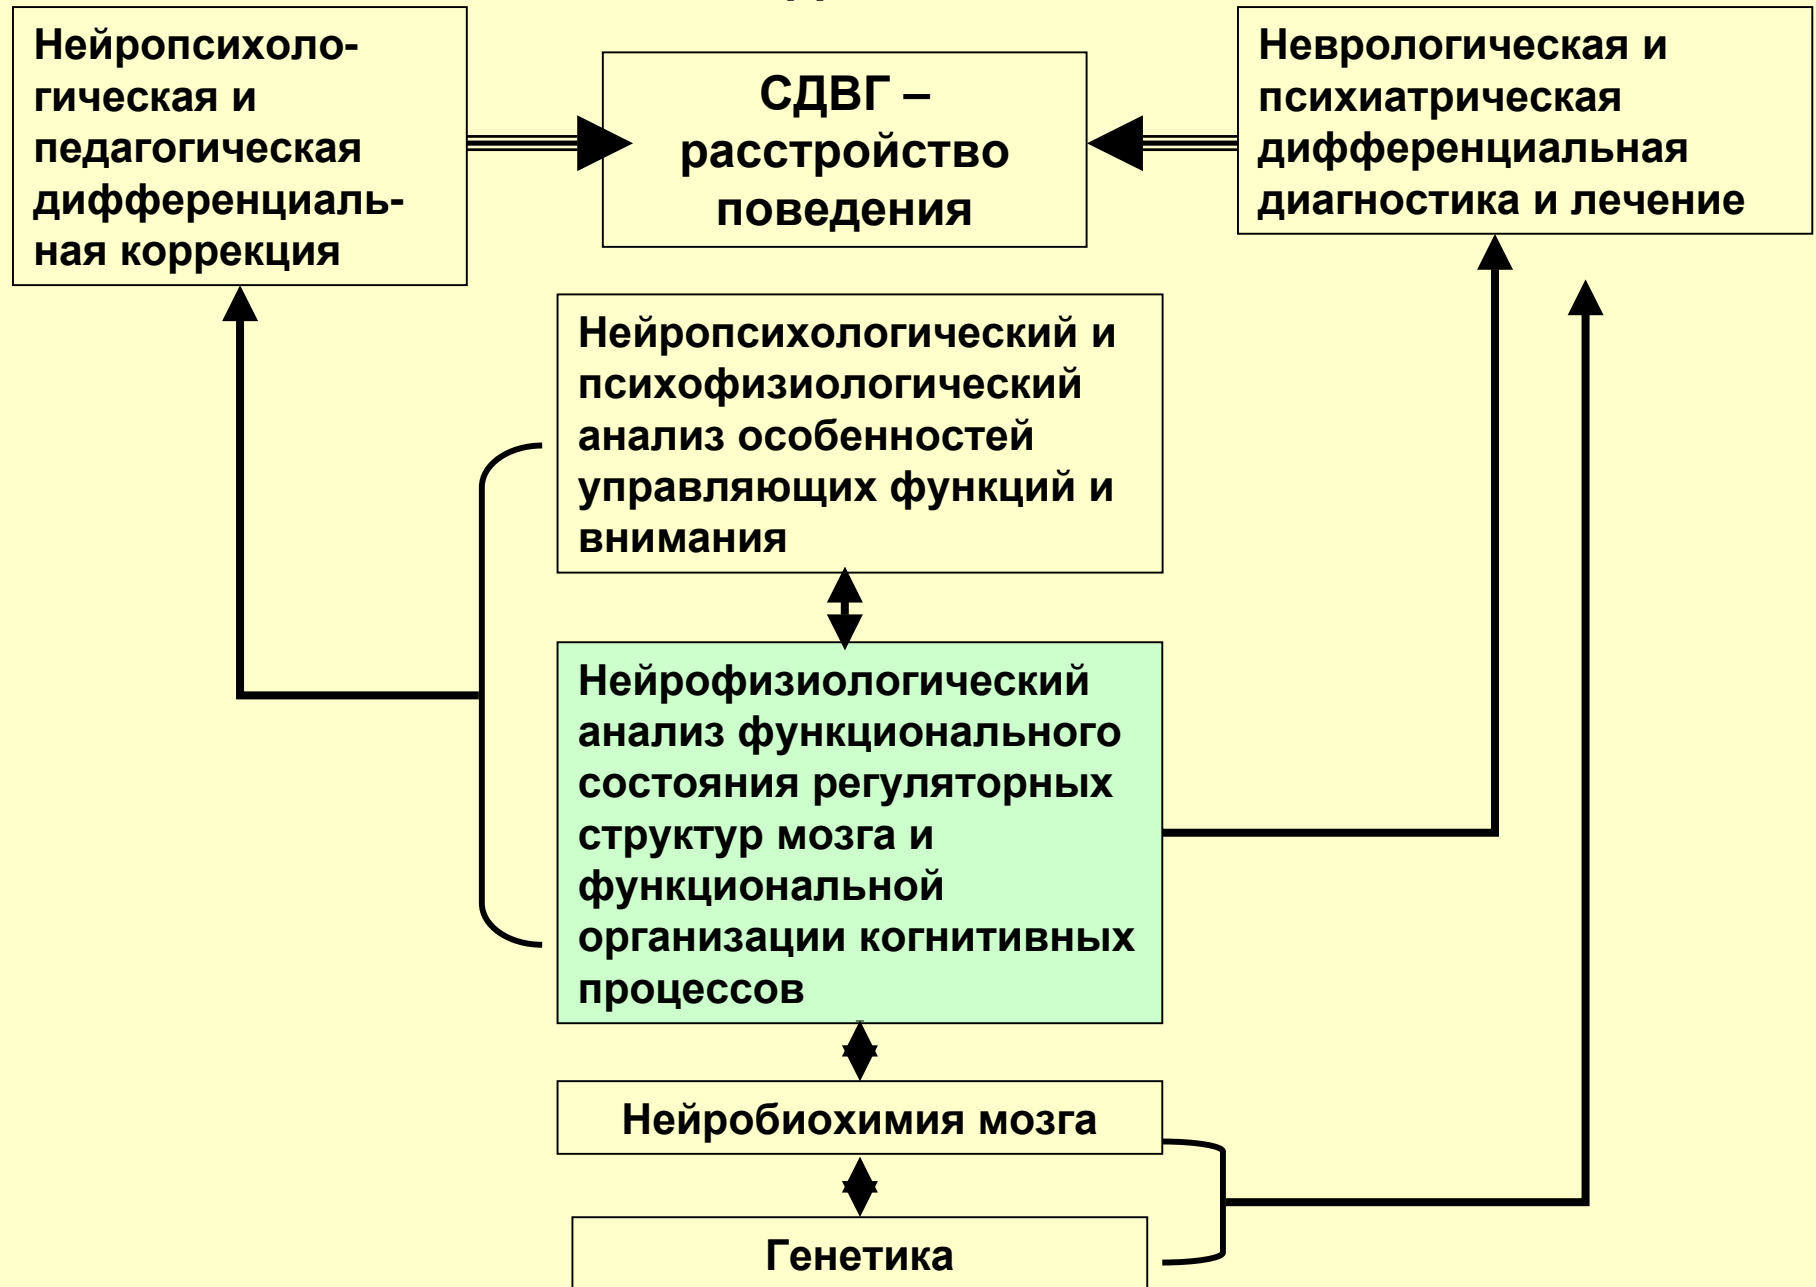 Нейропсихоло-
гическая и
педагогическая
дифференциаль-
ная коррекция
СДВГ –
расстройство
поведения
Неврологическая и
психиатрическая
дифференциальная
диагностика и лечение
Нейропсихологический и
психофизиологический
анализ особенностей
управляющих функций и
внимания
Нейрофизиологический
анализ функционального
состояния регуляторных
структур мозга и
функциональной
организации когнитивных
процессов
Нейробиохимия мозга
Генетика